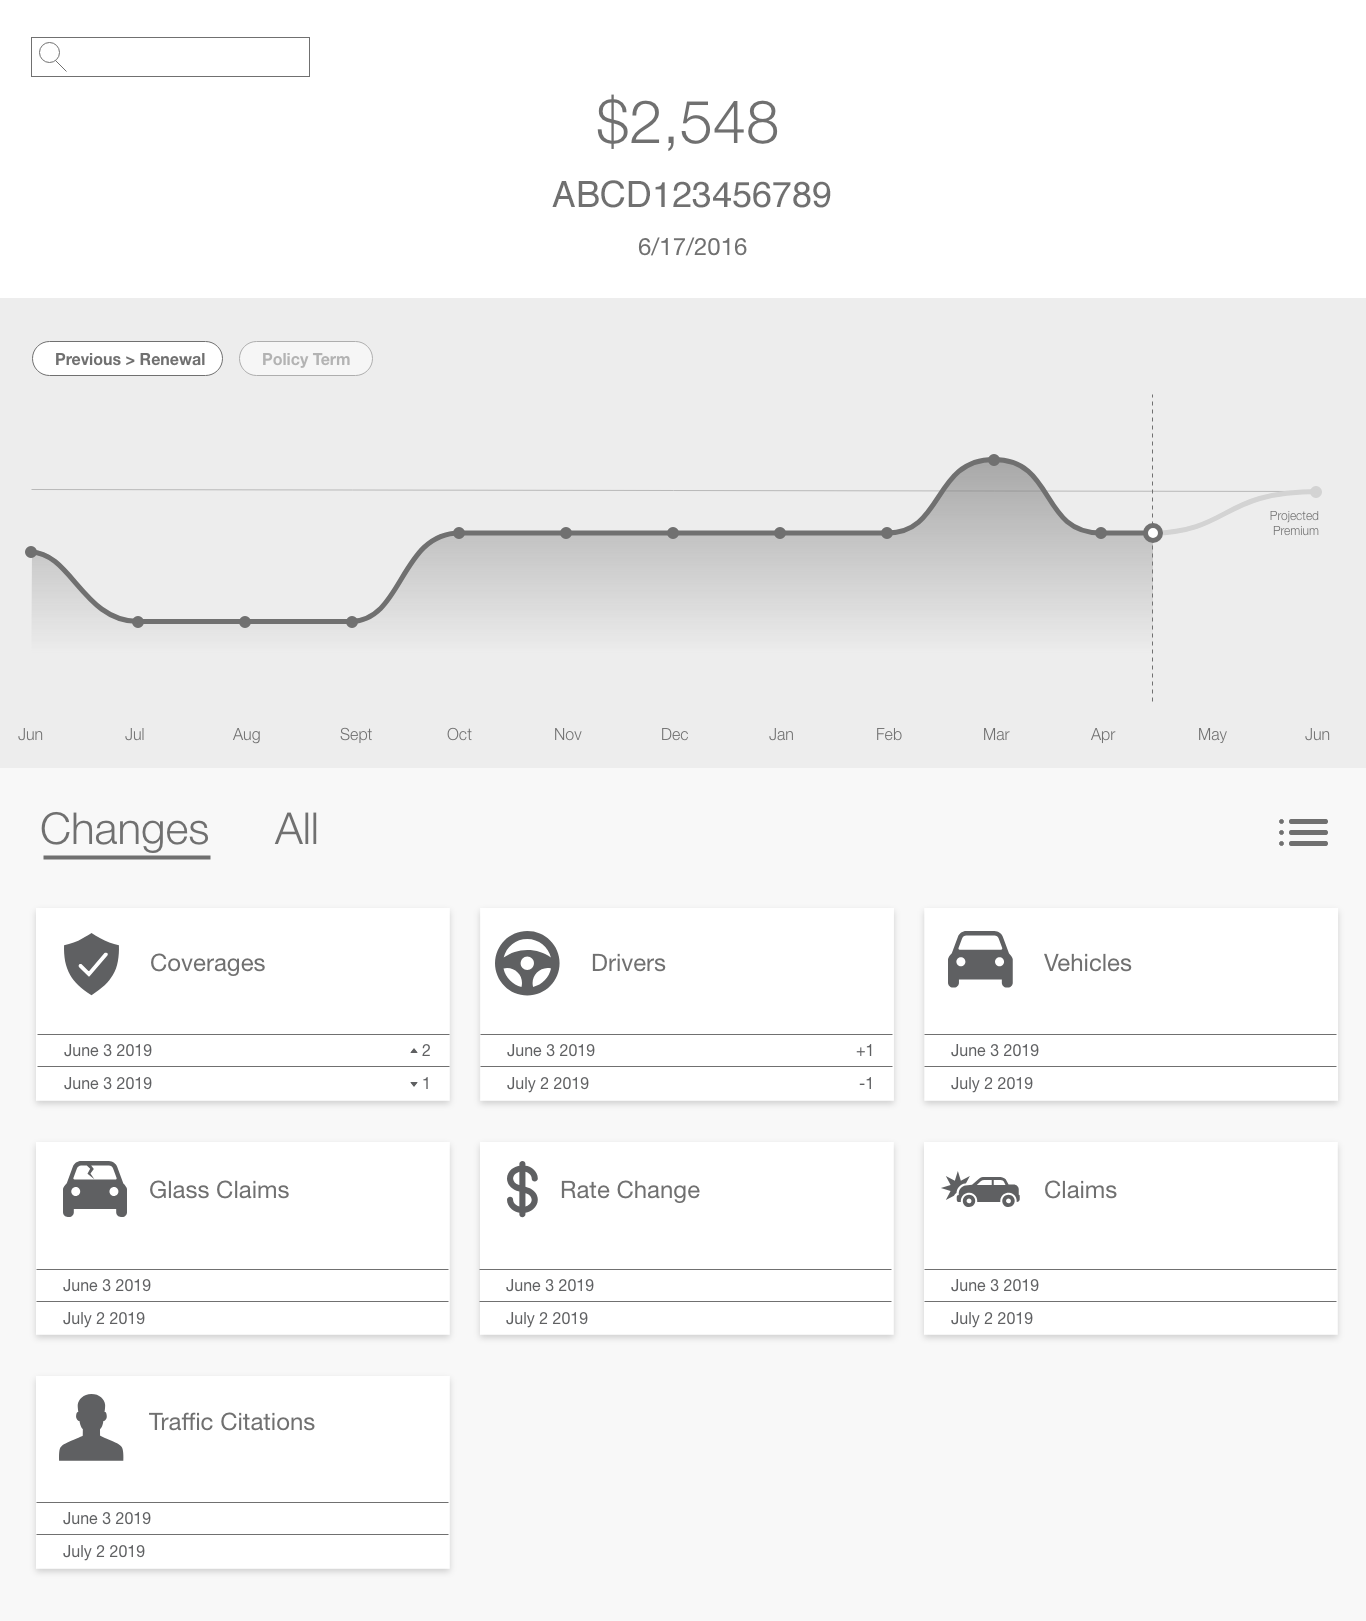 $2,548
ABCD123456789
6/17/2016
Previous > Renewal
Policy Term
Projected
Premium
Jun Jul Aug Sept Oct Nov Dec Jan Feb Mar Apr May Jun
Changes All
Coverages
June 3 2019 ▲ 2
June 3 2019 ▼ 1
Drivers
June 3 2019 +1
July 2 2019 -1
Vehicles
June 3 2019
July 2 2019
Glass Claims
June 3 2019
July 2 2019
Rate Change
June 3 2019
July 2 2019
Claims
June 3 2019
July 2 2019
Traffic Citations
June 3 2019
July 2 2019